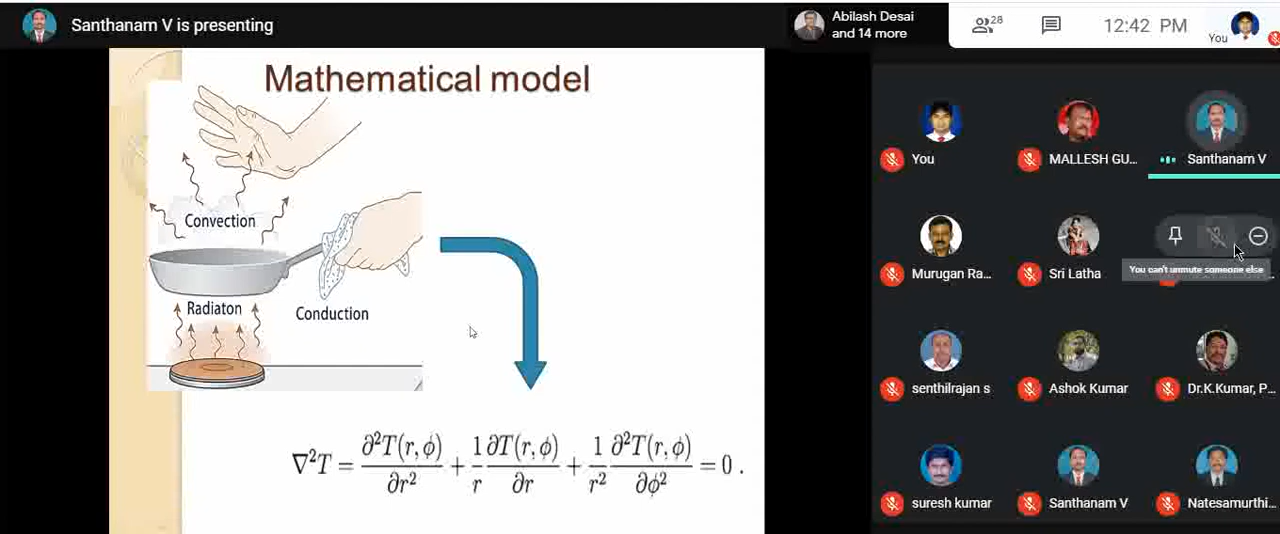 Santhanam V is presenting
Abilash Desai
and 14 more
28
12:42 PM
You
Mathematical model
Convection
Radiaton
Conduction
∇²T = ∂²T(r,ϕ)/∂r² + 1/r ∂T(r,ϕ)/∂r + 1/r² ∂²T(r,ϕ)/∂ϕ² = 0 .
You
MALLESH GU...
Santhanam V
Murugan Ra...
Sri Latha
You can't unmute someone else
senthilrajan s
Ashok Kumar
Dr.K.Kumar, P...
suresh kumar
Santhanam V
Natesamurthi...